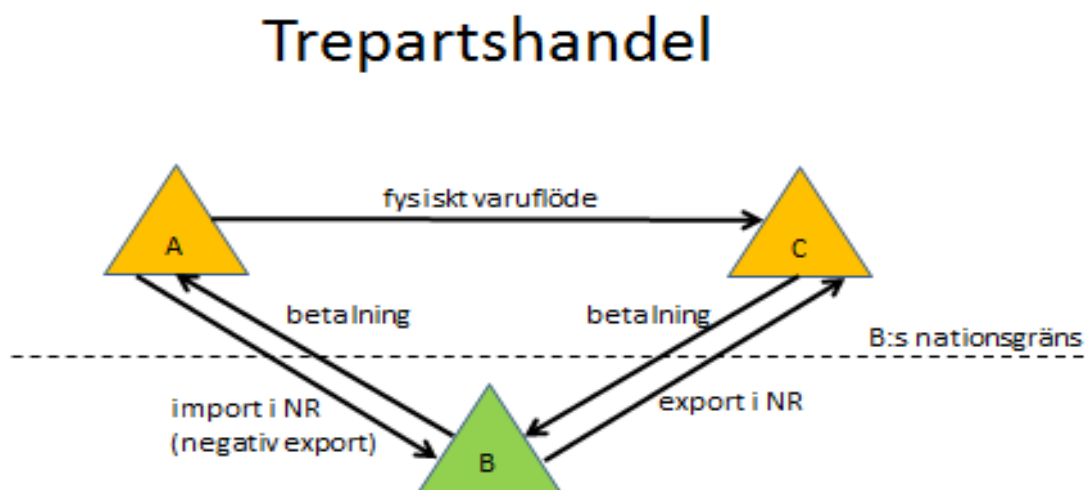 Trepartshandel
fysiskt varuflöde
A
C
betalning
betalning
B:s nationsgräns
import i NR
(negativ export)
export i NR
B